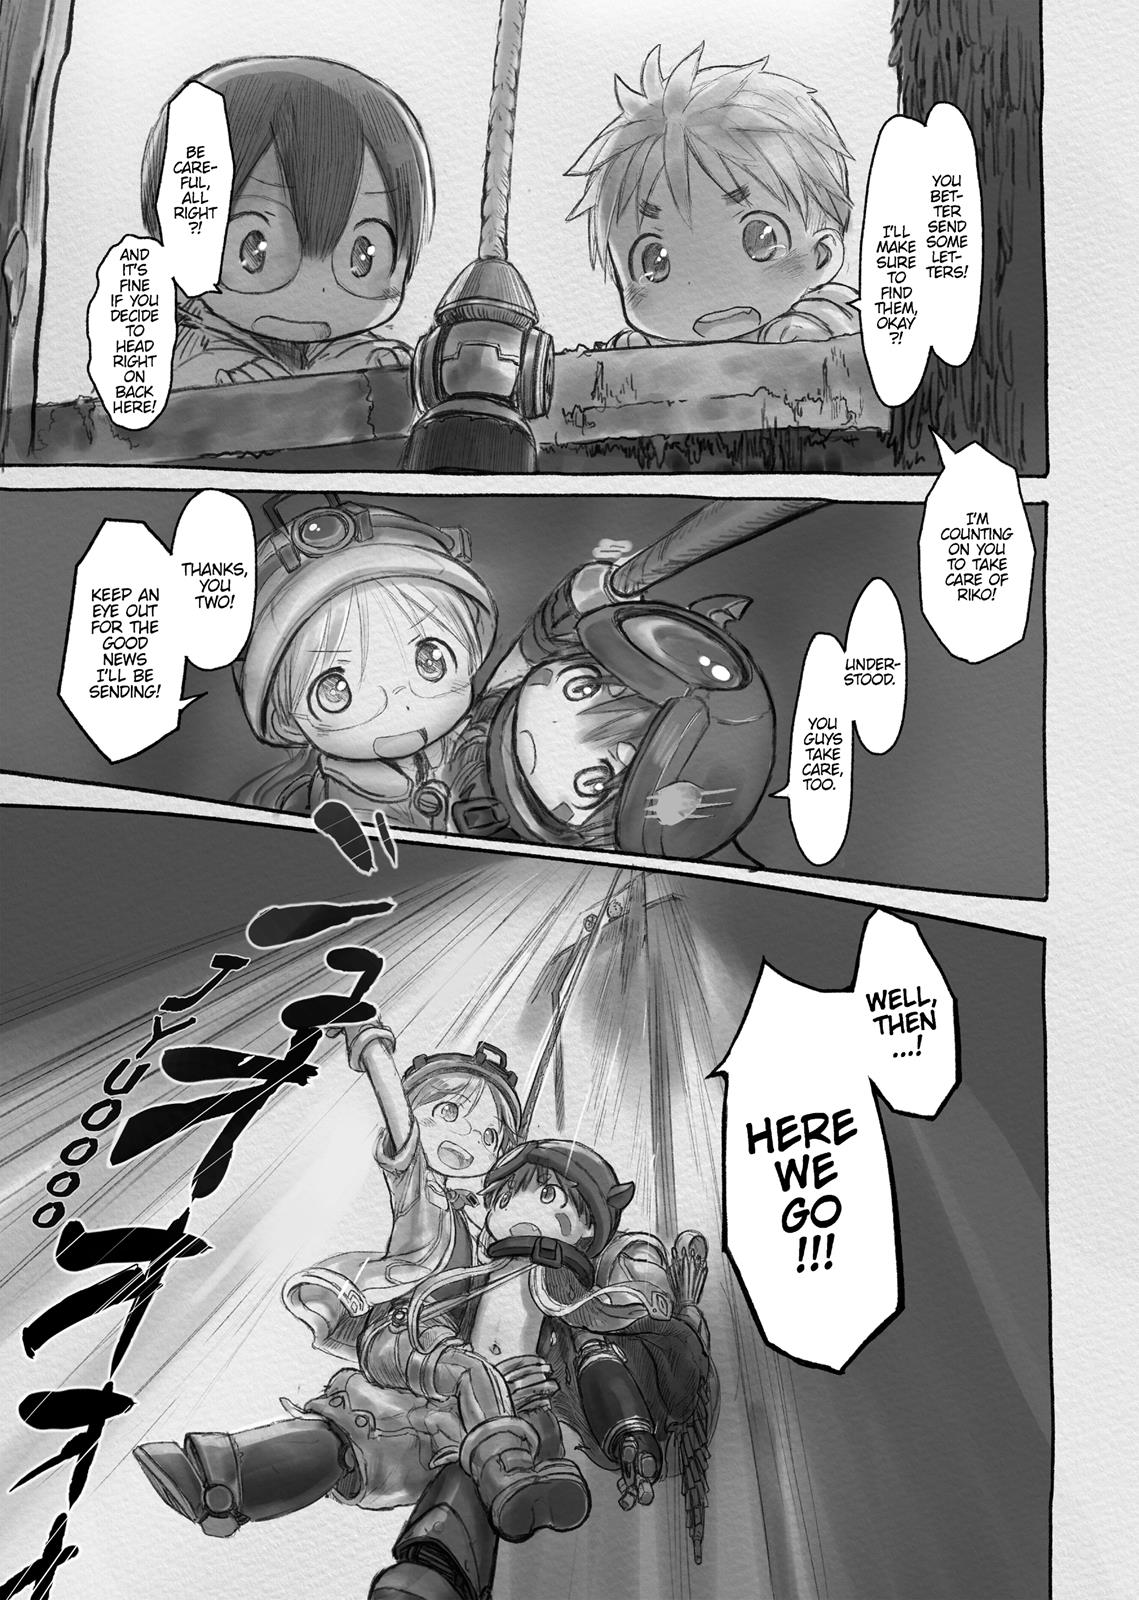 YOU
BET-
TER
SEND
SOME
LET-
TERS!
I'LL
MAKE
SURE
TO
FIND
THEM,
OKAY
?!
BE
CARE-
FUL,
ALL
RIGHT
?!
AND
IT'S
FINE
IF YOU
DECIDE
TO
HEAD
RIGHT
ON
BACK
HERE!
I'M
COUNTING
ON YOU
TO TAKE
CARE OF
RIKO!
UNDER-
STOOD.
YOU
GUYS
TAKE
CARE,
TOO.
THANKS,
YOU
TWO!
KEEP AN
EYE OUT
FOR THE
GOOD
NEWS
I'LL BE
SENDING!
WELL,
THEN
...!
HERE
WE
GO
!!!
JYUOOOO